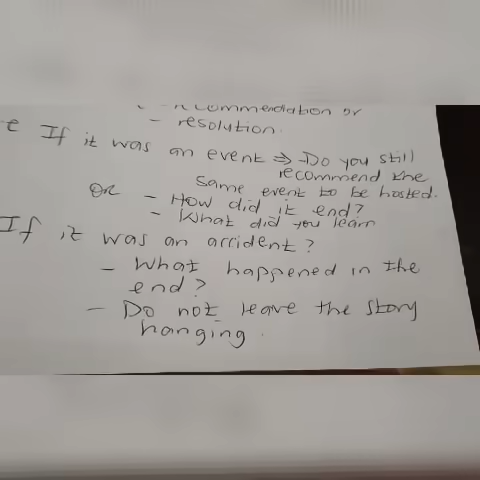 recommendation or
- resolution.
If it was an event ⇒ Do you still
recommend the
same event to be hosted.
OR - How did it end?
- What did you learn
If it was an accident?
- What happened in the
end?
- Do not leave the story
hanging.